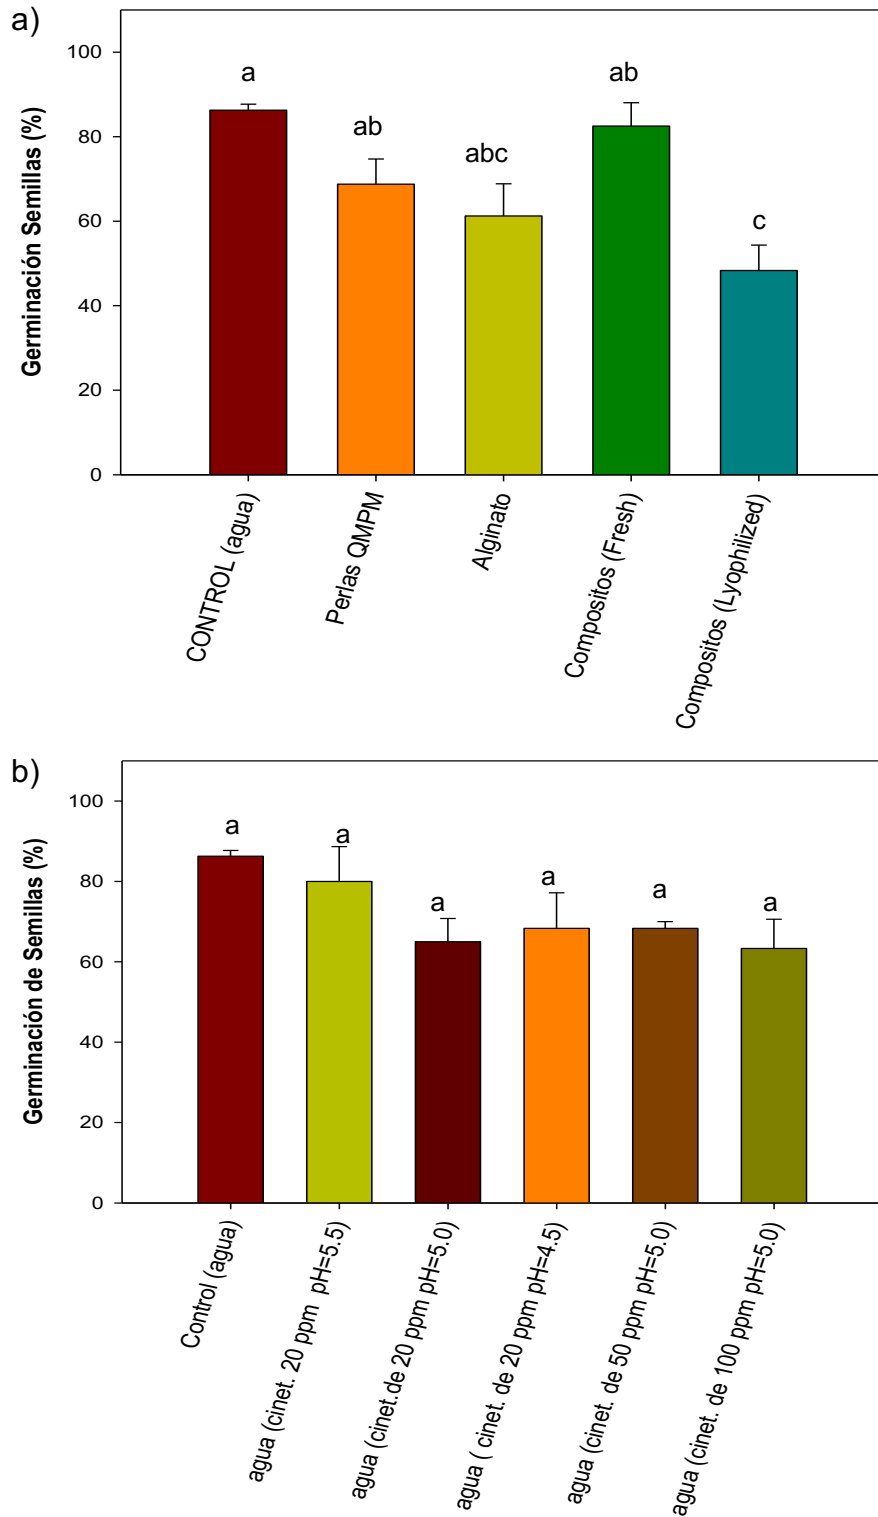 a)
Germinación Semillas (%)
100
80
60
40
20
0
a
ab
abc
ab
c
CONTROL (agua)
Perlas QMPM
Alginato
Compositos (Fresh)
Compositos (Lyophilized)
b)
Germinación de Semillas (%)
100
80
60
40
20
0
a
a
a
a
a
a
Control (agua)
agua (cinet. 20 ppm  pH=5.5)
agua (cinet.de 20 ppm pH=5.0)
agua ( cinet. de 20 ppm pH=4.5)
agua (cinet. de 50 ppm pH=5.0)
agua (cinet. de 100 ppm pH=5.0)